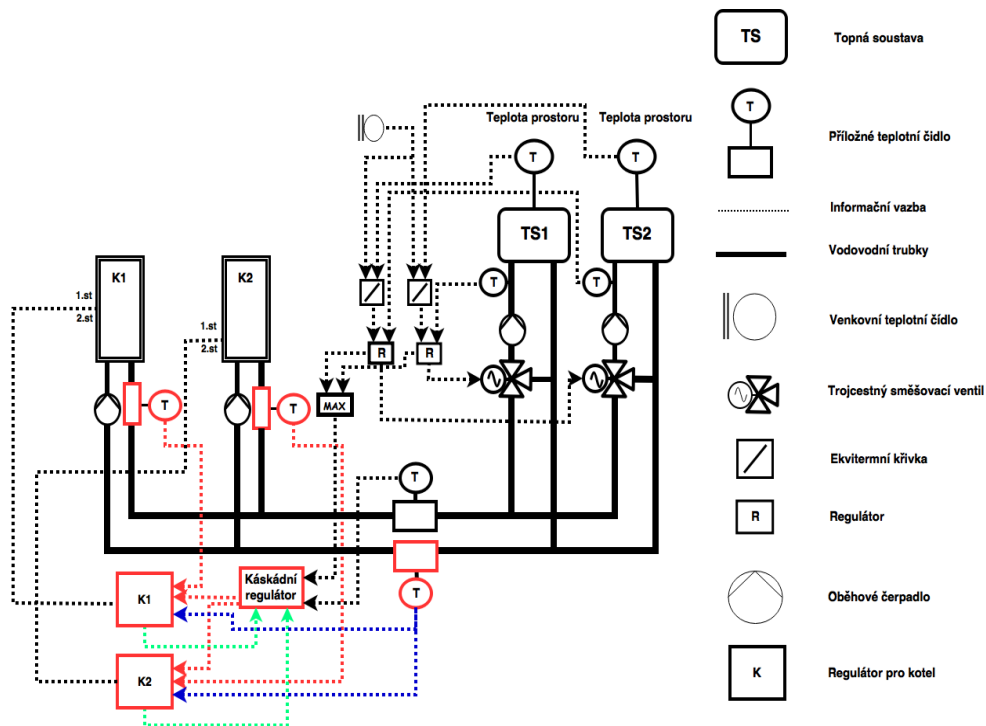 TS
Topná soustava
T
Příložné teplotní čidlo
Informační vazba
Vodovodní trubky
Venkovní teplotní čídlo
Trojcestný směšovací ventil
Ekvitermní křivka
R
Regulátor
Oběhové čerpadlo
K
Regulátor pro kotel
Teplota prostoru
Teplota prostoru
T
T
TS1
TS2
K1
K2
1.st
2.st
1.st
2.st
T
T
R
R
MAX
T
T
T
T
Káskádní
regulátor
K1
T
K2